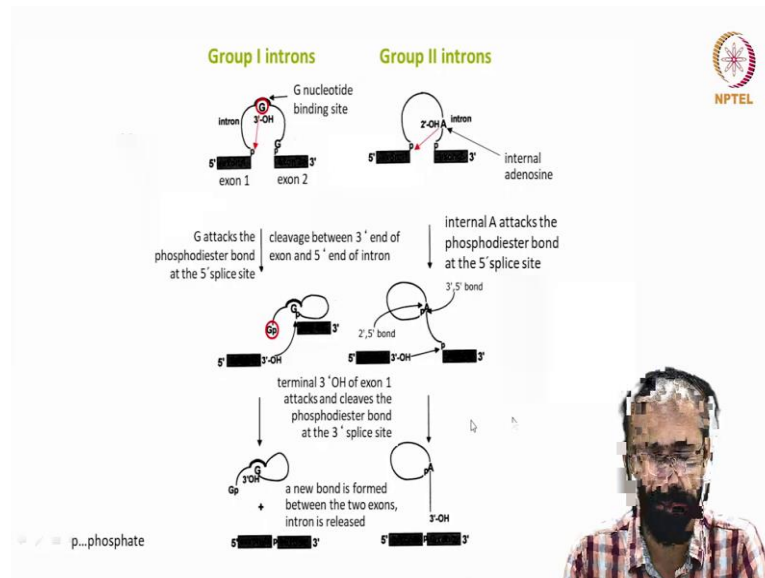 Group I introns
Group II introns
NPTEL
G nucleotide
binding site
G
3'-OH
intron
p
G
p
5'
3'
exon 1
exon 2
2'-OH A
intron
p
p
5'
3'
internal
adenosine
G attacks the
phosphodiester bond
at the 5´splice site
cleavage between 3´ end of
exon and 5´ end of intron
internal A attacks the
phosphodiester bond
at the 5´splice site
Gp
G
p
3'
5'
3'-OH
3',5' bond
pA
2',5' bond
p
5'
3'-OH
3'
terminal 3´OH of exon 1
attacks and cleaves the
phosphodiester bond
at the 3´ splice site
G
3'OH
Gp
+
a new bond is formed
between the two exons,
intron is released
5'
p
3'
pA
3'-OH
5'
p
3'
p...phosphate